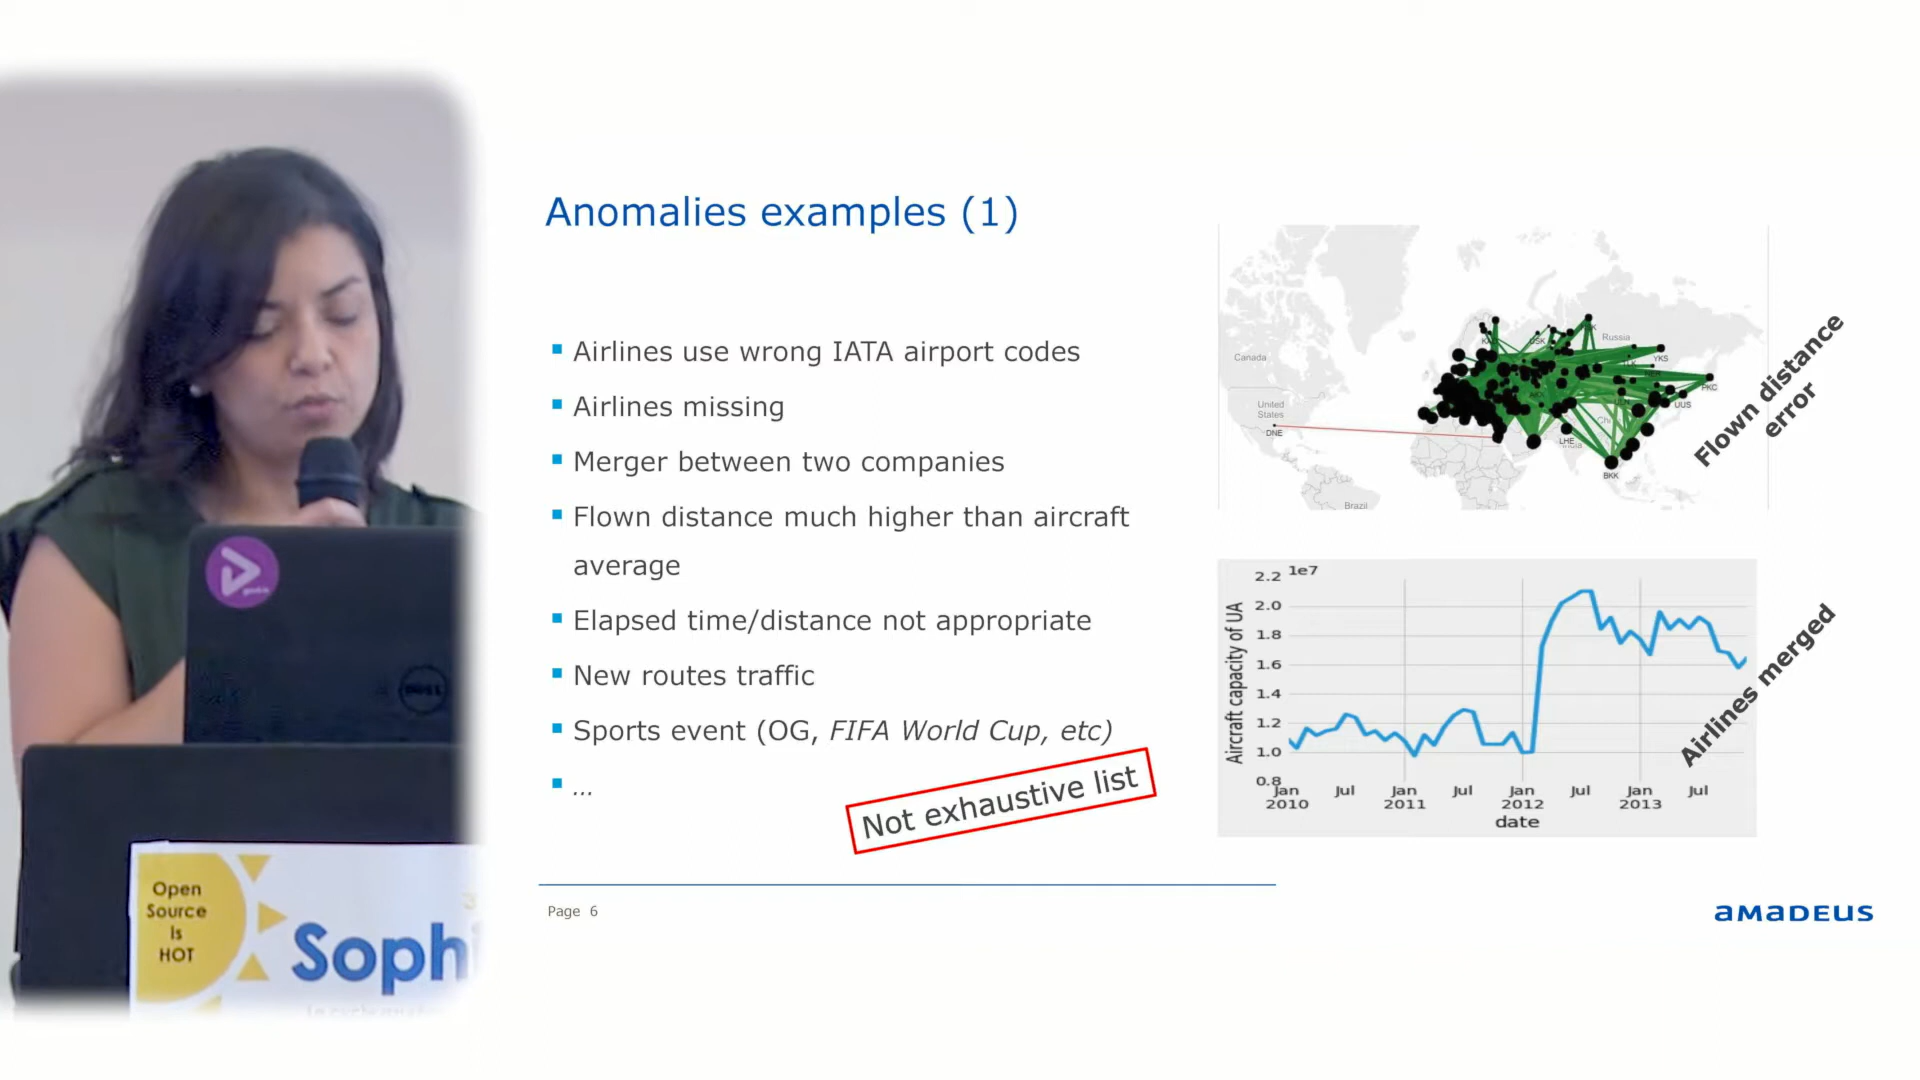 Anomalies examples (1)
Airlines use wrong IATA airport codes
Airlines missing
Merger between two companies
Flown distance much higher than aircraft
average
Elapsed time/distance not appropriate
New routes traffic
Sports event (OG, FIFA World Cup, etc)
...
Not exhaustive list
Page 6
Canada
United
States
DNE
Brazil
Russia
YKS
PKC
UUS
LHE
BKK
Flown distance
error
1e7
2.2
2.0
1.8
1.6
1.4
1.2
1.0
0.8
Aircraft capacity of UA
Jan Jul Jan Jul Jan Jul Jan Jul
2010 2011 2012 2013
date
Airlines merged
amadeus
DELL
Open
Source
Is
HOT
Soph